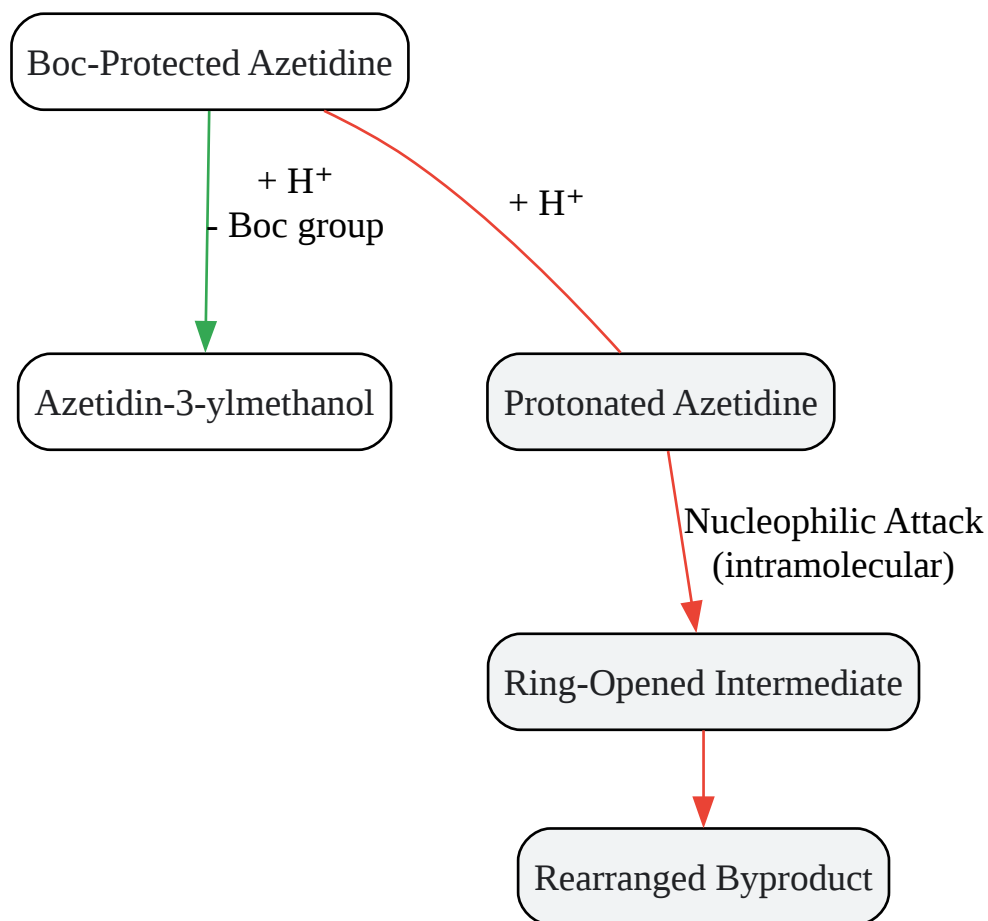 Boc-Protected Azetidine
+ H⁺
- Boc group
+ H⁺
Azetidin-3-ylmethanol
Protonated Azetidine
Nucleophilic Attack
(intramolecular)
Ring-Opened Intermediate
Rearranged Byproduct